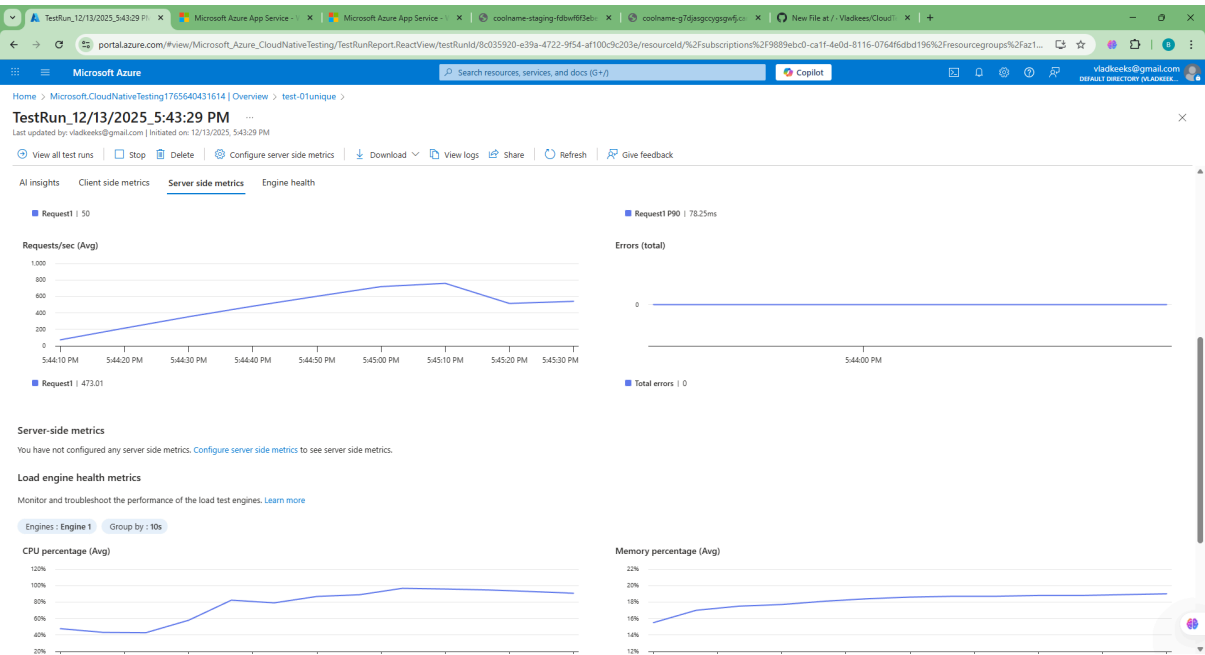 TestRun_12/13/2025_5:43:29 PM
Microsoft Azure App Service -
Microsoft Azure App Service -
coolname-staging-fdbwf6f3ebc
coolname-g7djasgccygsgwfj.ca
New File at / · Vladkees/CloudT
portal.azure.com/#view/Microsoft_Azure_CloudNativeTesting/TestRunReport.ReactView/testRunId/8c035920-e39a-4722-9f54-af100c9c203e/resourceId/%2Fsubscriptions%2F9889ebc0-ca1f-4e0d-8116-0764f6dbd196%2Fresourcegroups%2Faz1...
B
Microsoft Azure
Search resources, services, and docs (G+/)
Copilot
vladkeeks@gmail.com
DEFAULT DIRECTORY (VLADKEEK...
Home > Microsoft.CloudNativeTesting1765640431614 | Overview > test-01unique >
TestRun_12/13/2025_5:43:29 PM ...
Last updated by: vladkeeks@gmail.com | Initiated on: 12/13/2025, 5:43:29 PM
View all test runs
Stop
Delete
Configure server side metrics
Download
View logs
Share
Refresh
Give feedback
AI insights
Client side metrics
Server side metrics
Engine health
Request1 | 50
Request1 P90 | 78.25ms
Requests/sec (Avg)
1,000
800
600
400
200
0
5:44:10 PM 5:44:20 PM 5:44:30 PM 5:44:40 PM 5:44:50 PM 5:45:00 PM 5:45:10 PM 5:45:20 PM 5:45:30 PM
Request1 | 473.01
Errors (total)
0
5:44:00 PM
Total errors | 0
Server-side metrics
You have not configured any server side metrics. Configure server side metrics to see server side metrics.
Load engine health metrics
Monitor and troubleshoot the performance of the load test engines. Learn more
Engines : Engine 1
Group by : 10s
CPU percentage (Avg)
120%
100%
80%
60%
40%
20%
Memory percentage (Avg)
22%
20%
18%
16%
14%
12%